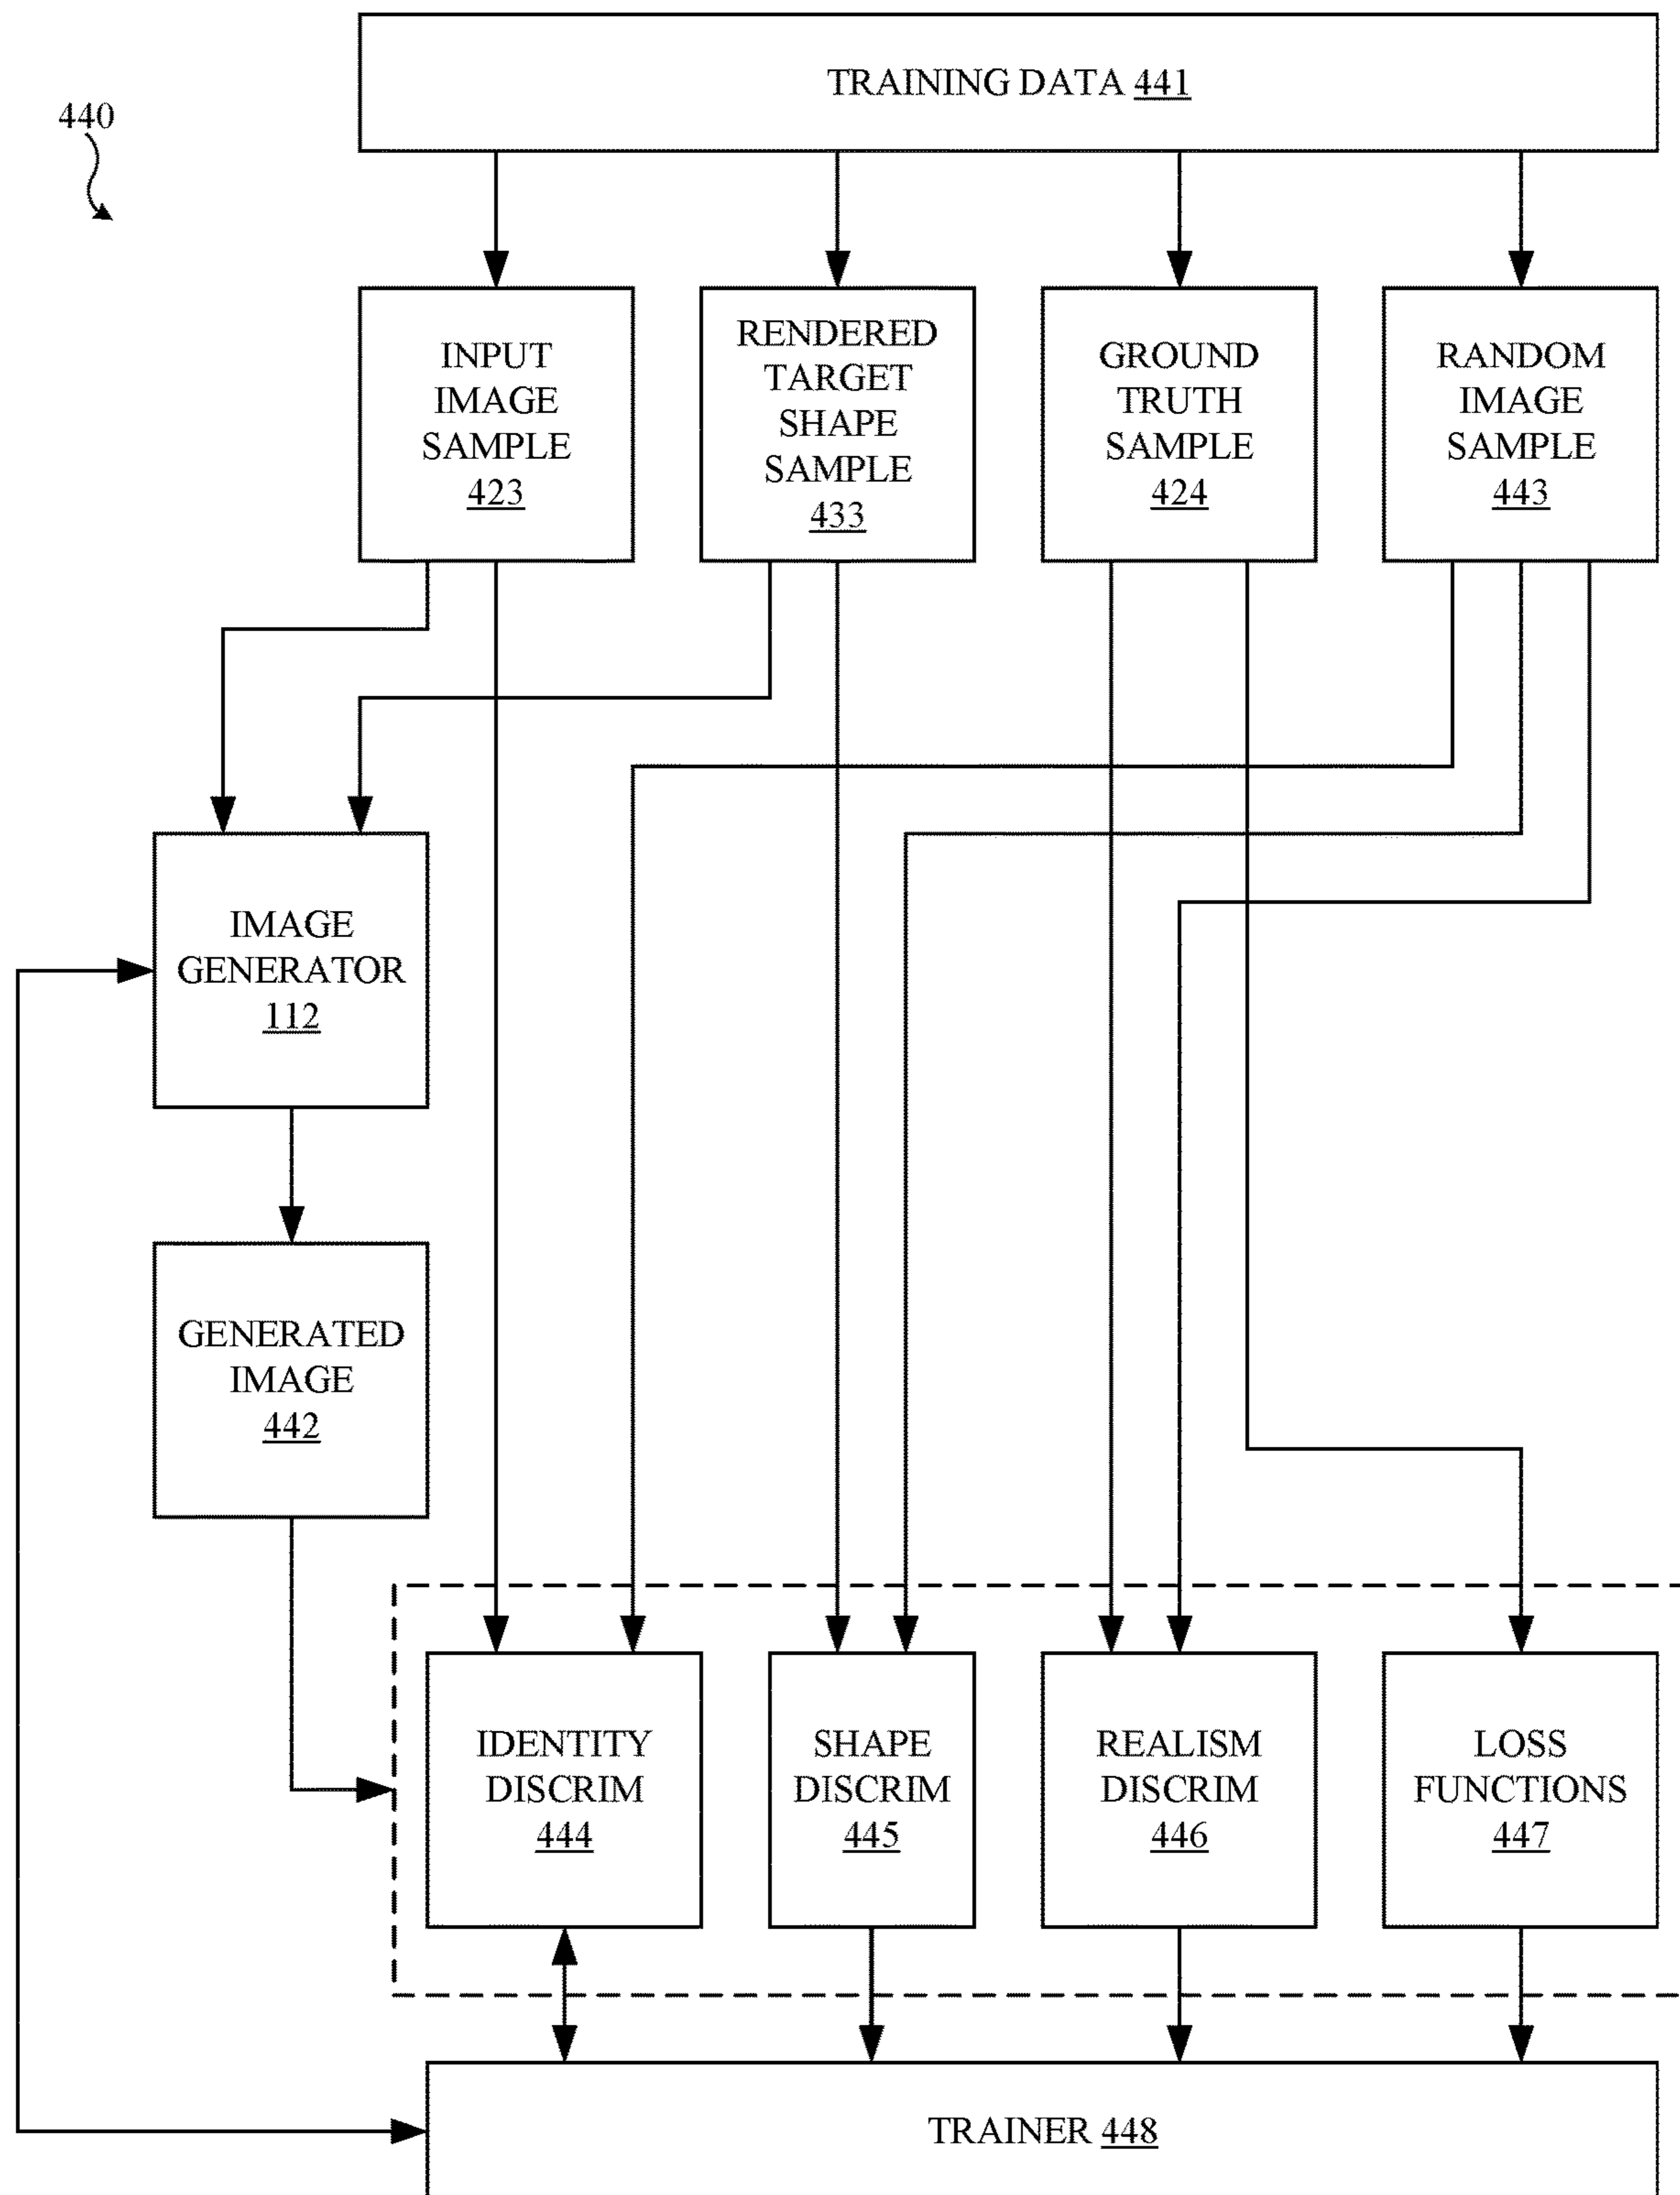 TRAINING DATA 441
440
INPUT
IMAGE
SAMPLE
423
RENDERED
TARGET
SHAPE
SAMPLE
433
GROUND
TRUTH
SAMPLE
424
RANDOM
IMAGE
SAMPLE
443
IMAGE
GENERATOR
112
GENERATED
IMAGE
442
IDENTITY
DISCRIM
444
SHAPE
DISCRIM
445
REALISM
DISCRIM
446
LOSS
FUNCTIONS
447
TRAINER 448